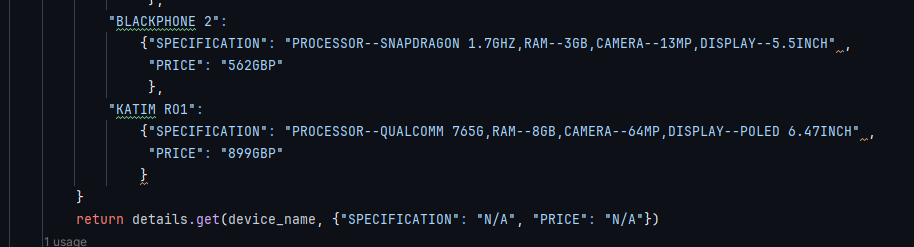 },
"BLACKPHONE 2":
{"SPECIFICATION": "PROCESSOR--SNAPDRAGON 1.7GHZ,RAM--3GB,CAMERA--13MP,DISPLAY--5.5INCH" ,
"PRICE": "562GBP"
},
"KATIM R01":
{"SPECIFICATION": "PROCESSOR--QUALCOMM 765G,RAM--8GB,CAMERA--64MP,DISPLAY--POLED 6.47INCH" ,
"PRICE": "899GBP"
}
}
return details.get(device_name, {"SPECIFICATION": "N/A", "PRICE": "N/A"})
1 usage